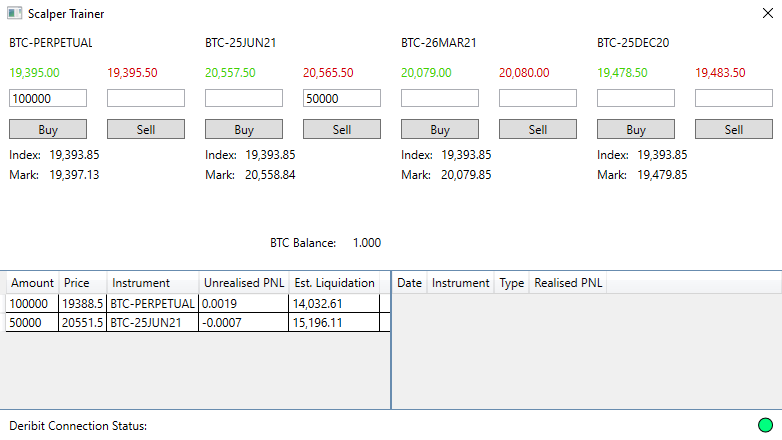 Scalper Trainer
BTC-PERPETUAL BTC-25JUN21 BTC-26MAR21 BTC-25DEC20
19,395.00 19,395.50 20,557.50 20,565.50 20,079.00 20,080.00 19,478.50 19,483.50
100000 50000
Buy Sell Buy Sell Buy Sell Buy Sell
Index: 19,393.85 Index: 19,393.85 Index: 19,393.85 Index: 19,393.85
Mark: 19,397.13 Mark: 20,558.84 Mark: 20,079.85 Mark: 19,479.85
BTC Balance: 1.000
Amount Price Instrument Unrealised PNL Est. Liquidation Date Instrument Type Realised PNL
100000 19388.5 BTC-PERPETUAL 0.0019 14,032.61
50000 20551.5 BTC-25JUN21 -0.0007 15,196.11
Deribit Connection Status: